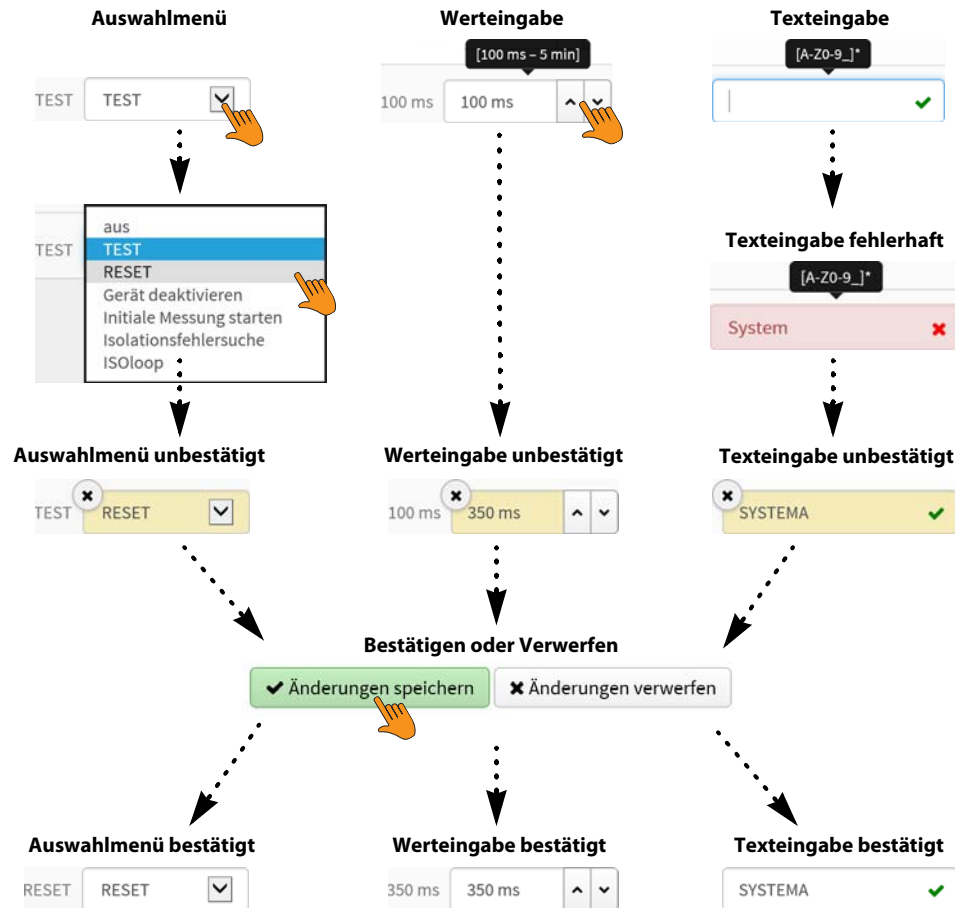 Auswahlmenü
Werteingabe
Texteingabe
[100 ms – 5 min]
[A-Z0-9_]*
TEST TEST
100 ms 100 ms
aus
TEST TEST
RESET
Gerät deaktivieren
Initiale Messung starten
Isolationsfehlersuche
ISOloop
Texteingabe fehlerhaft
[A-Z0-9_]*
System
Auswahlmenü unbestätigt
Werteingabe unbestätigt
Texteingabe unbestätigt
TEST RESET
100 ms 350 ms
SYSTEMA
Bestätigen oder Verwerfen
Änderungen speichern
Änderungen verwerfen
Auswahlmenü bestätigt
Werteingabe bestätigt
Texteingabe bestätigt
RESET RESET
350 ms 350 ms
SYSTEMA